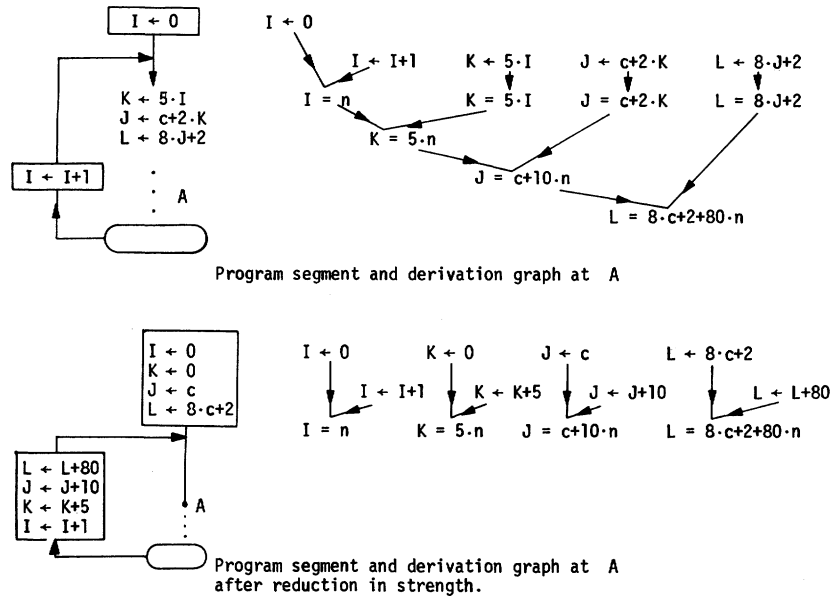 I ← 0
K ← 5·I
J ← c+2·K
L ← 8·J+2
I ← I+1
A
I ← 0
I ← I+1
K ← 5·I
J ← c+2·K
L ← 8·J+2
I = n
K = 5·I
J = c+2·K
L = 8·J+2
K = 5·n
J = c+10·n
L = 8·c+2+80·n
Program segment and derivation graph at A
I ← 0
K ← 0
J ← c
L ← 8·c+2
L ← L+80
J ← J+10
K ← K+5
I ← I+1
A
I ← 0
K ← 0
J ← c
L ← 8·c+2
I ← I+1
K ← K+5
J ← J+10
L ← L+80
I = n
K = 5·n
J = c+10·n
L = 8·c+2+80·n
Program segment and derivation graph at A
after reduction in strength.